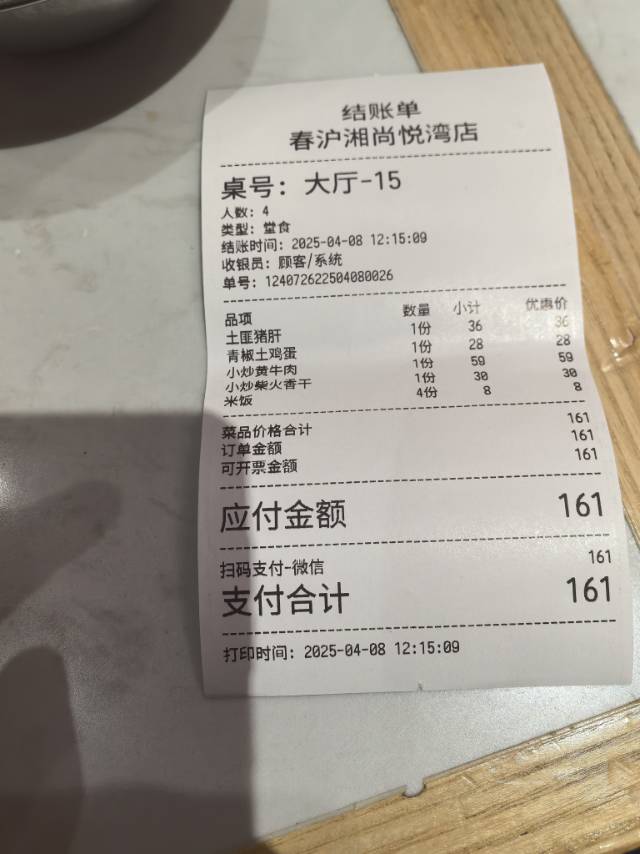 结账单
春沪湘尚悦湾店
桌号：大厅-15
人数：4
类型：堂食
结账时间：2025-04-08 12:15:09
收银员：顾客/系统
单号：124072622504080026
品项 数量 小计 优惠价
土匪猪肝 1份 36 36
青椒土鸡蛋 1份 28 28
小炒黄牛肉 1份 59 59
小炒柴火香干 1份 30 30
米饭 4份 8 8
菜品价格合计 161
订单金额 161
可开票金额 161
应付金额 161
扫码支付-微信 161
支付合计 161
打印时间：2025-04-08 12:15:09